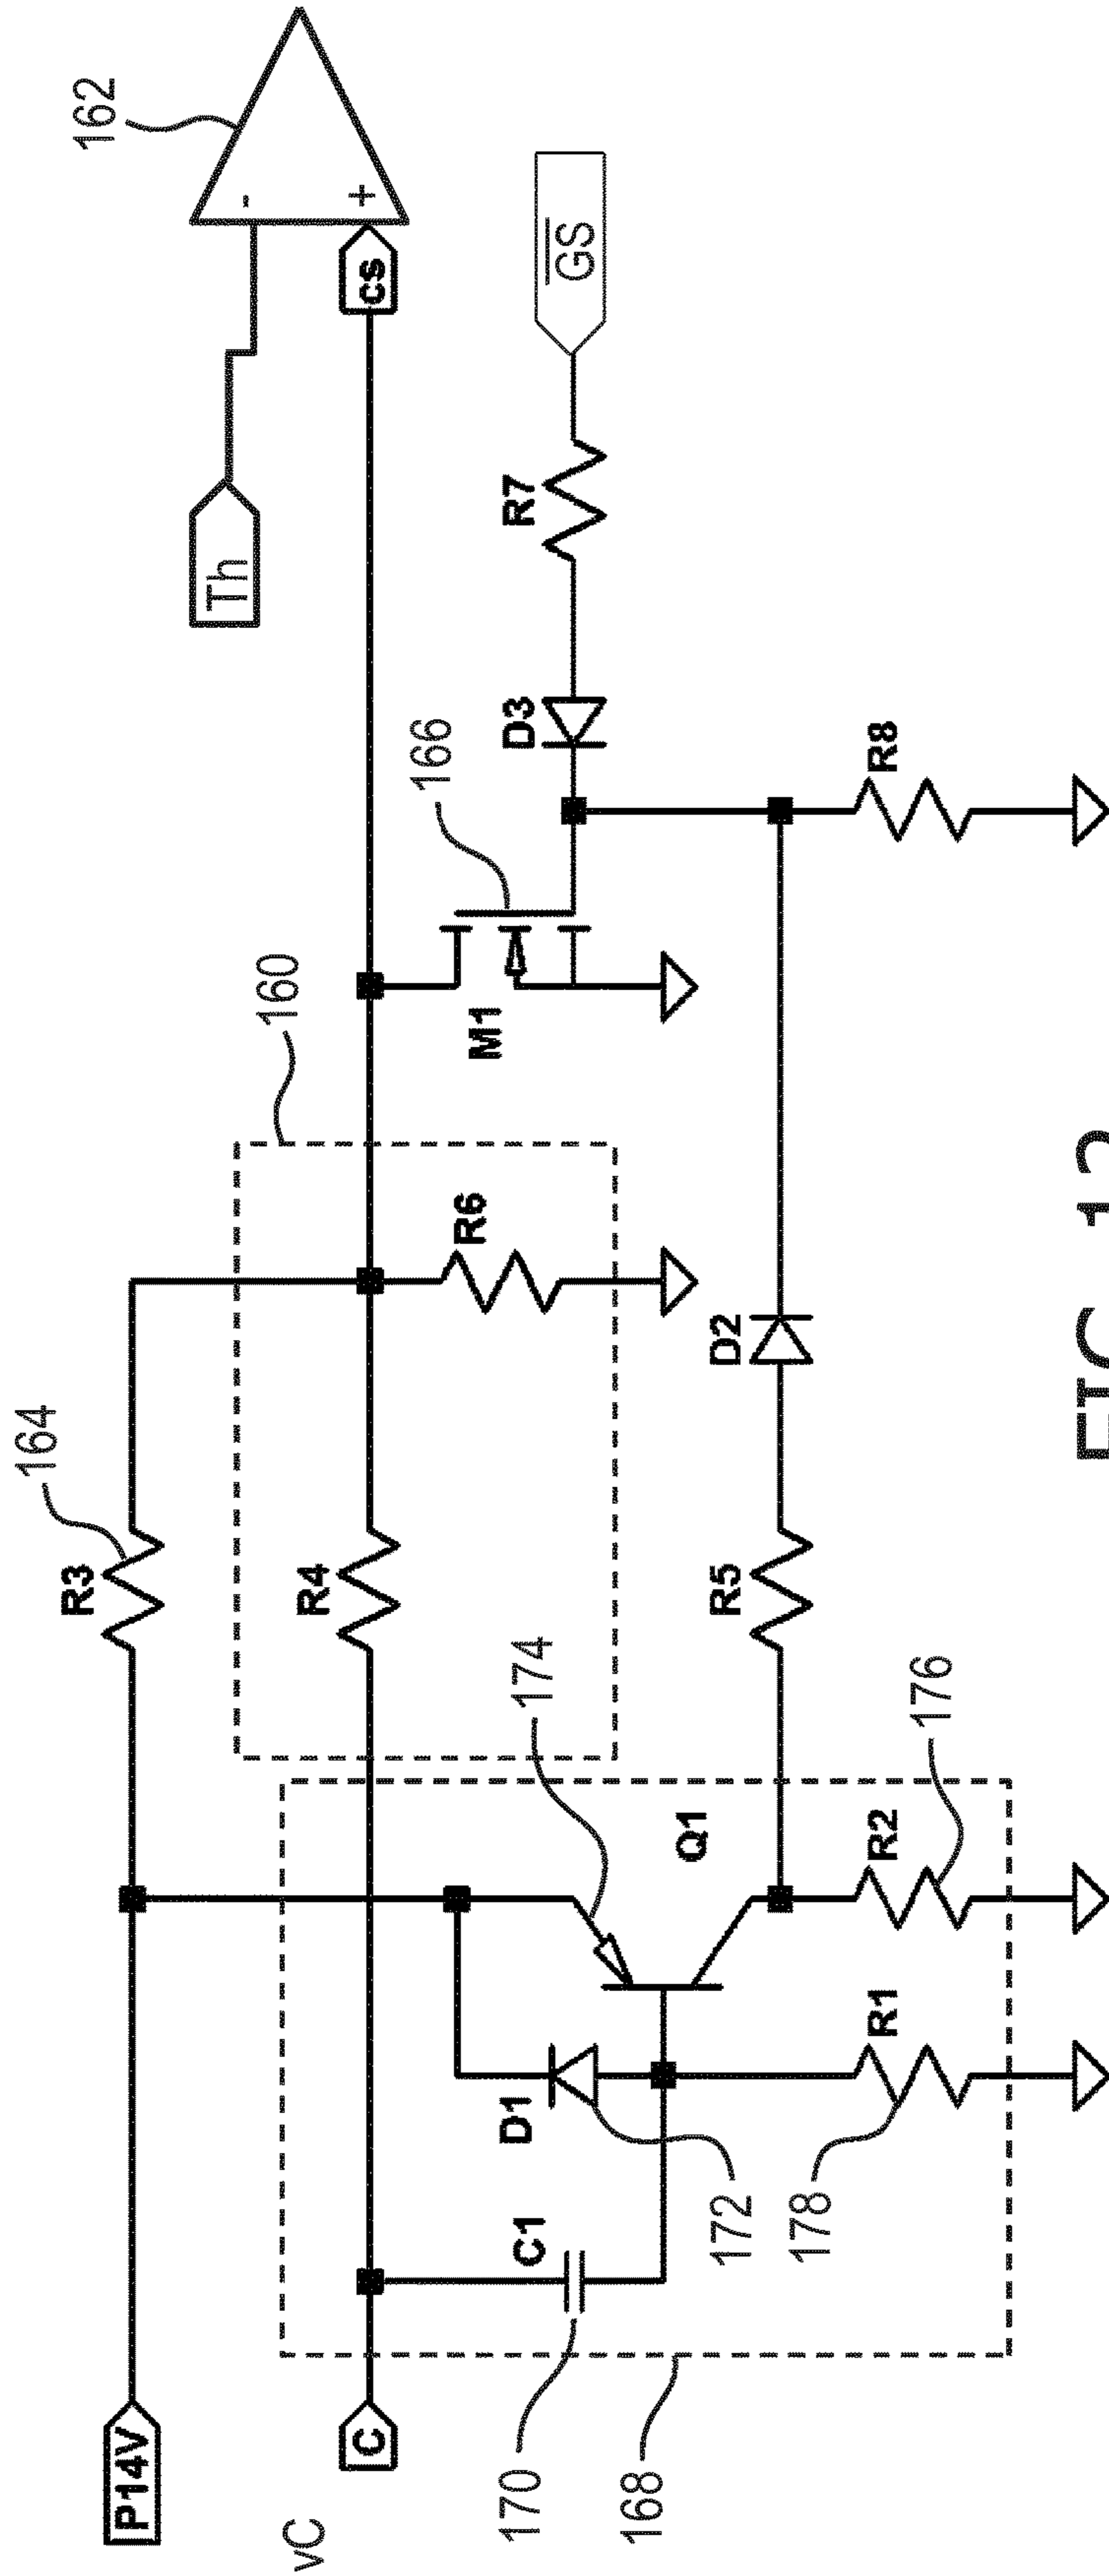 164
162
P14V
R3
Th
-
160
vC
C
R4
cs
+
174
166
R6
M1
D3
R7
GS
170
C1
D1
Q1
R5
D2
172
178
168
R1
R2
176
R8
FIG